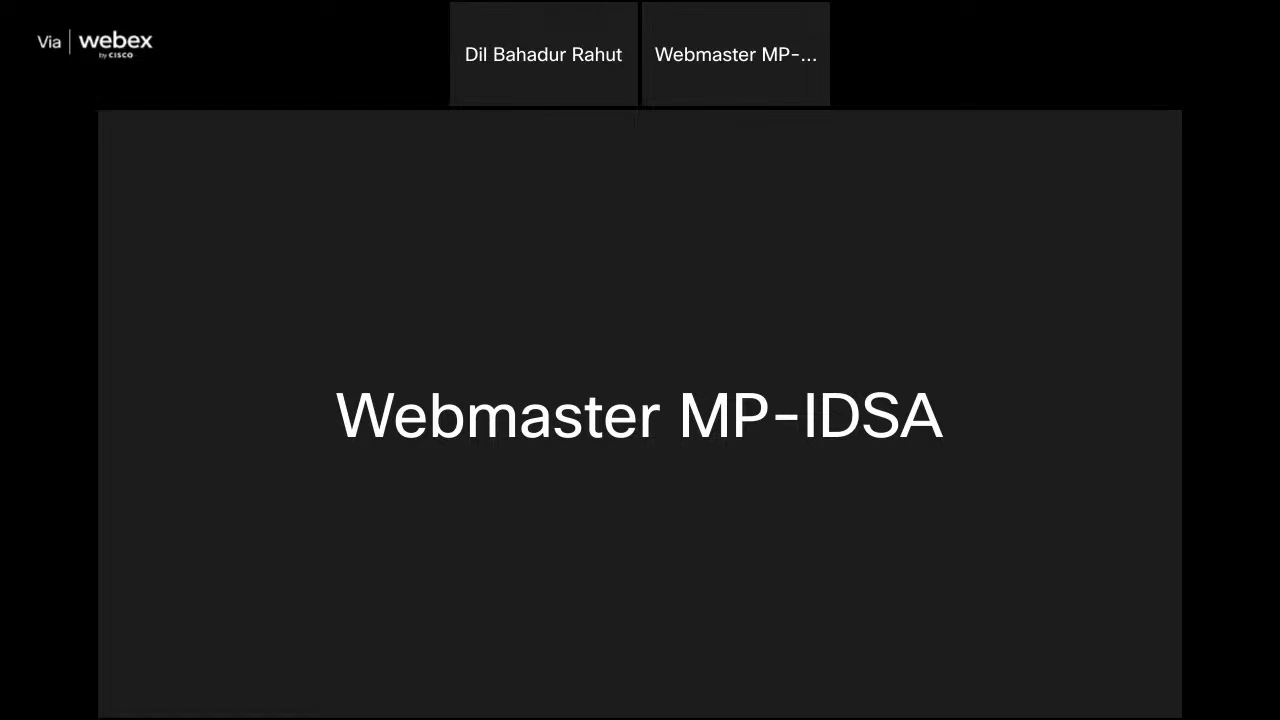 Via webex
by CISCO
Dil Bahadur Rahut
Webmaster MP-...
Webmaster MP-IDSA